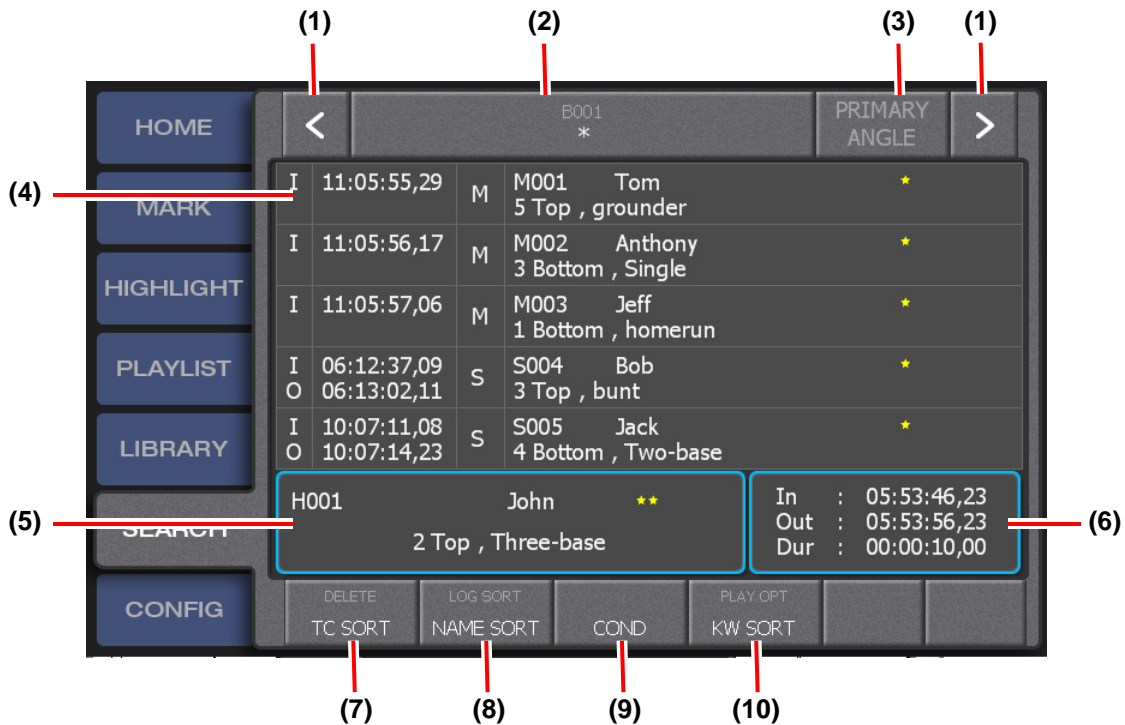 (1) (2) (3) (1)
HOME
MARK
HIGHLIGHT
PLAYLIST
LIBRARY
SEARCH
CONFIG
<
B001
*
PRIMARY
ANGLE
>
(4)
I 11:05:55,29 M M001 Tom ★
5 Top , grounder
I 11:05:56,17 M M002 Anthony ★
3 Bottom , Single
I 11:05:57,06 M M003 Jeff ★
1 Bottom , homerun
I 06:12:37,09 S S004 Bob ★
O 06:13:02,11 3 Top , bunt
I 10:07:11,08 S S005 Jack ★
O 10:07:14,23 4 Bottom , Two-base
(5)
H001 John ★★
2 Top , Three-base
In : 05:53:46,23
Out : 05:53:56,23
Dur : 00:00:10,00
(6)
DELETE
TC SORT
LOG SORT
NAME SORT
COND
PLAY OPT
KW SORT
(7) (8) (9) (10)